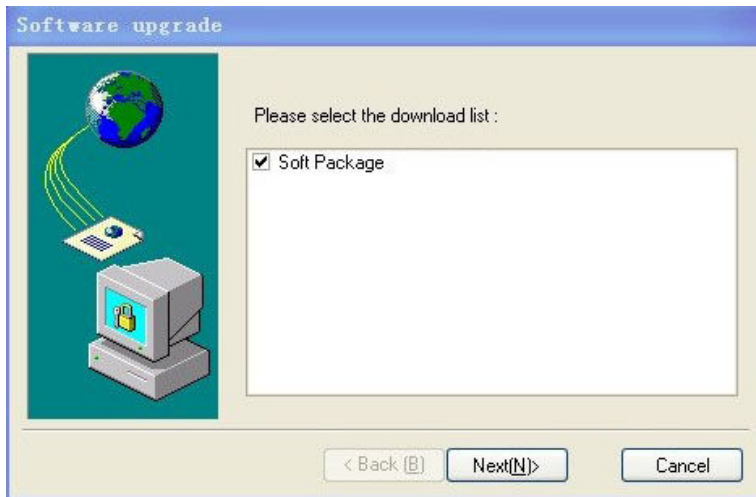 Software upgrade
Please select the download list :
Soft Package
< Back (B)
Next(N)>
Cancel